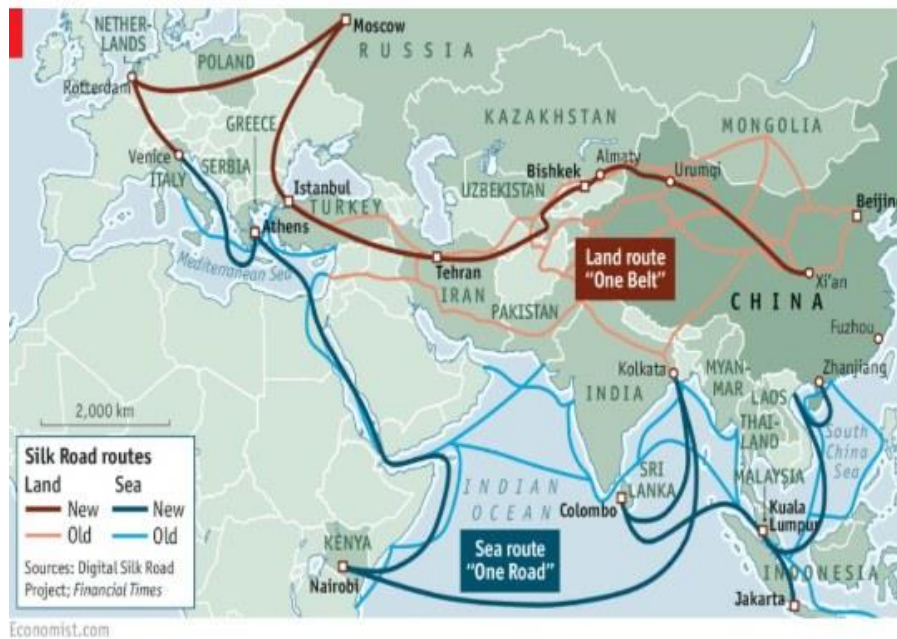 NETHER-
LANDS
Moscow
RUSSIA
POLAND
Rotterdam
KAZAKHSTAN
MONGOLIA
GREECE
Venice
ITALY
SERBIA
Almaty
Bishkek
Urumqi
UZBEKISTAN
Istanbul
TURKEY
Beijing
Athens
Mediterranean Sea
Tehran
IRAN
Land route
"One Belt"
Xi'an
CHINA
PAKISTAN
Fuzhou
Kolkata
MYAN-
MAR
Zhanjiang
INDIA
LAOS
THAI-
LAND
South
China
Sea
2,000 km
Silk Road routes
Land Sea
New New
Old Old
Sources: Digital Silk Road
Project; Financial Times
SRI
LANKA
MALAYSIA
INDIAN
OCEAN
Colombo
Kuala
Lumpur
KENYA
Sea route
"One Road"
INDONESIA
Nairobi
Jakarta
Economist.com